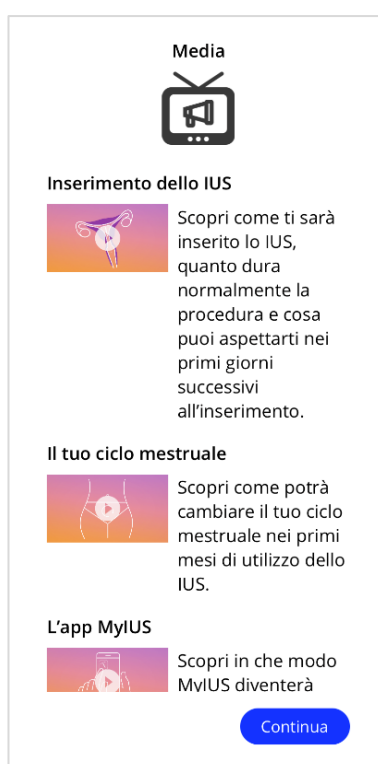 Media
Inserimento dello IUS
Scopri come ti sarà
inserito lo IUS,
quanto dura
normalmente la
procedura e cosa
puoi aspettarti nei
primi giorni
successivi
all’inserimento.
Il tuo ciclo mestruale
Scopri come potrà
cambiare il tuo ciclo
mestruale nei primi
mesi di utilizzo dello
IUS.
L’app MyIUS
Scopri in che modo
MyIUS diventerà
Continua